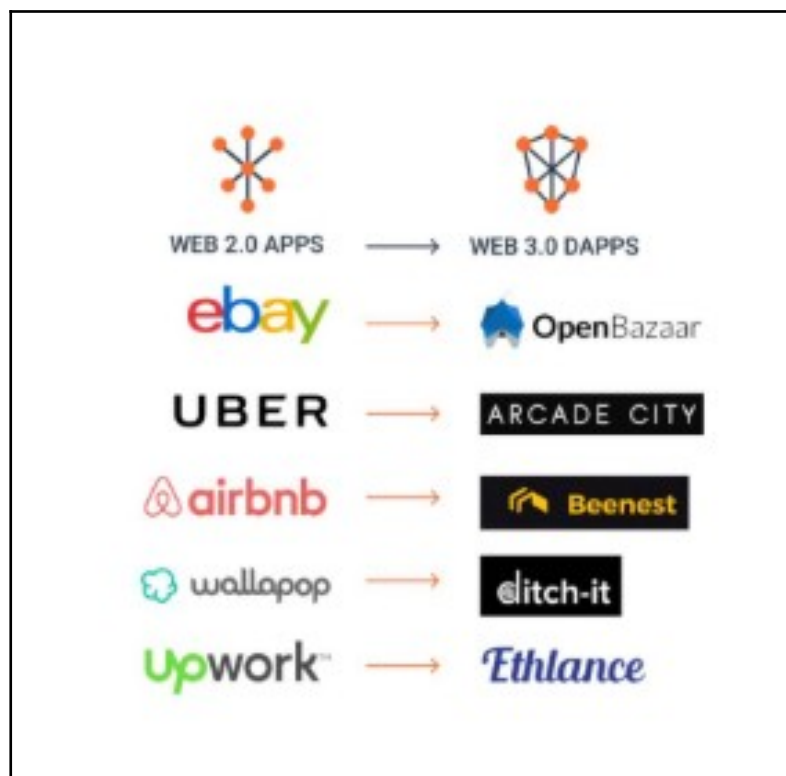 WEB 2.0 APPS WEB 3.0 DAPPS
ebay OpenBazaar
UBER ARCADE CITY
airbnb Beenest
wallapop ditch-it
Upwork™ Ethlance